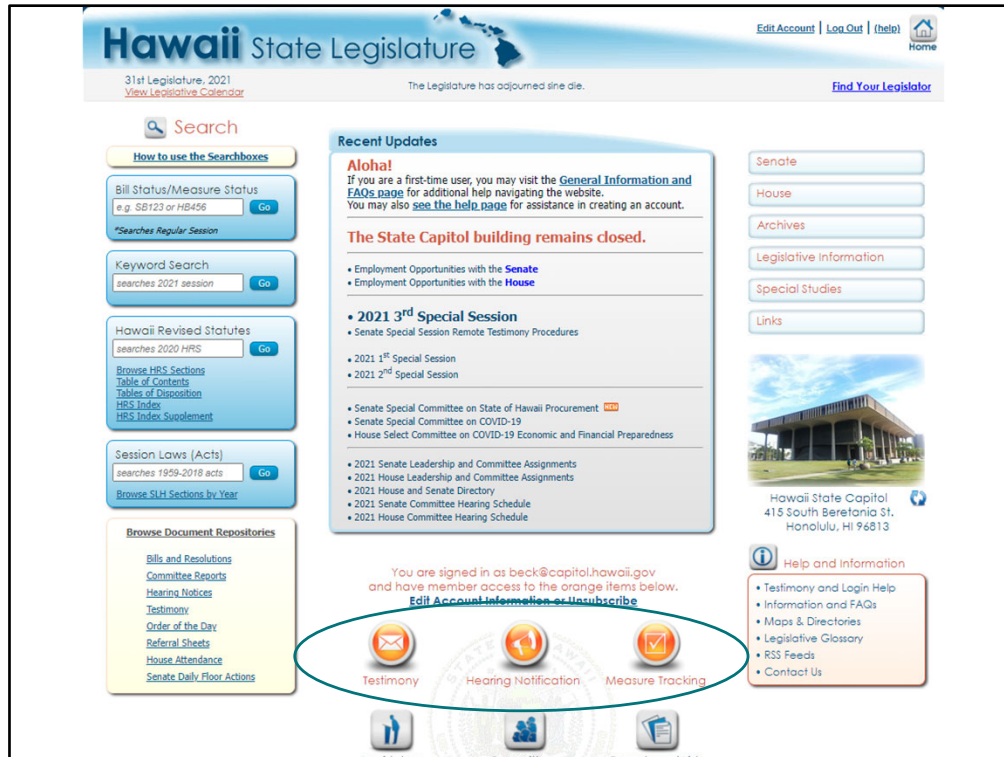 Hawaii State Legislature
Edit Account | Log Out | (help)
Home
31st Legislature, 2021
View Legislative Calendar
The Legislature has adjourned sine die.
Find Your Legislator
Search
How to use the Searchboxes
Bill Status/Measure Status
e.g. SB123 or HB456
Go
*Searches Regular Session
Keyword Search
searches 2021 session
Go
Hawaii Revised Statutes
searches 2020 HRS
Go
Browse HRS Sections
Table of Contents
Tables of Disposition
HRS Index
HRS Index Supplement
Session Laws (Acts)
searches 1959-2018 acts
Go
Browse SLH Sections by Year
Browse Document Repositories
Bills and Resolutions
Committee Reports
Hearing Notices
Testimony
Order of the Day
Referral Sheets
House Attendance
Senate Daily Floor Actions
Recent Updates
Aloha!
If you are a first-time user, you may visit the General Information and
FAQs page for additional help navigating the website.
You may also see the help page for assistance in creating an account.
The State Capitol building remains closed.
• Employment Opportunities with the Senate
• Employment Opportunities with the House
• 2021 3rd Special Session
• Senate Special Session Remote Testimony Procedures
• 2021 1st Special Session
• 2021 2nd Special Session
• Senate Special Committee on State of Hawaii Procurement NEW
• Senate Special Committee on COVID-19
• House Select Committee on COVID-19 Economic and Financial Preparedness
• 2021 Senate Leadership and Committee Assignments
• 2021 House Leadership and Committee Assignments
• 2021 House and Senate Directory
• 2021 Senate Committee Hearing Schedule
• 2021 House Committee Hearing Schedule
You are signed in as beck@capitol.hawaii.gov
and have member access to the orange items below.
Edit Account Information or Unsubscribe
Testimony
Hearing Notification
Measure Tracking
Senate
House
Archives
Legislative Information
Special Studies
Links
Hawaii State Capitol
415 South Beretania St.
Honolulu, HI 96813
Help and Information
• Testimony and Login Help
• Information and FAQs
• Maps & Directories
• Legislative Glossary
• RSS Feeds
• Contact Us